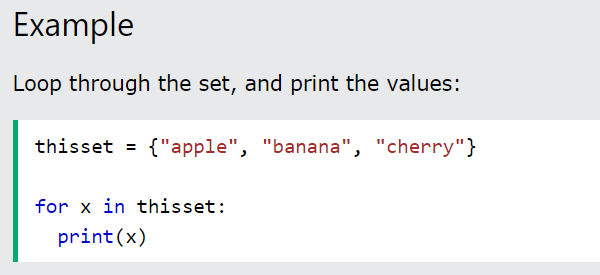 Example
Loop through the set, and print the values:
thisset = {"apple", "banana", "cherry"}
for x in thisset:
  print(x)